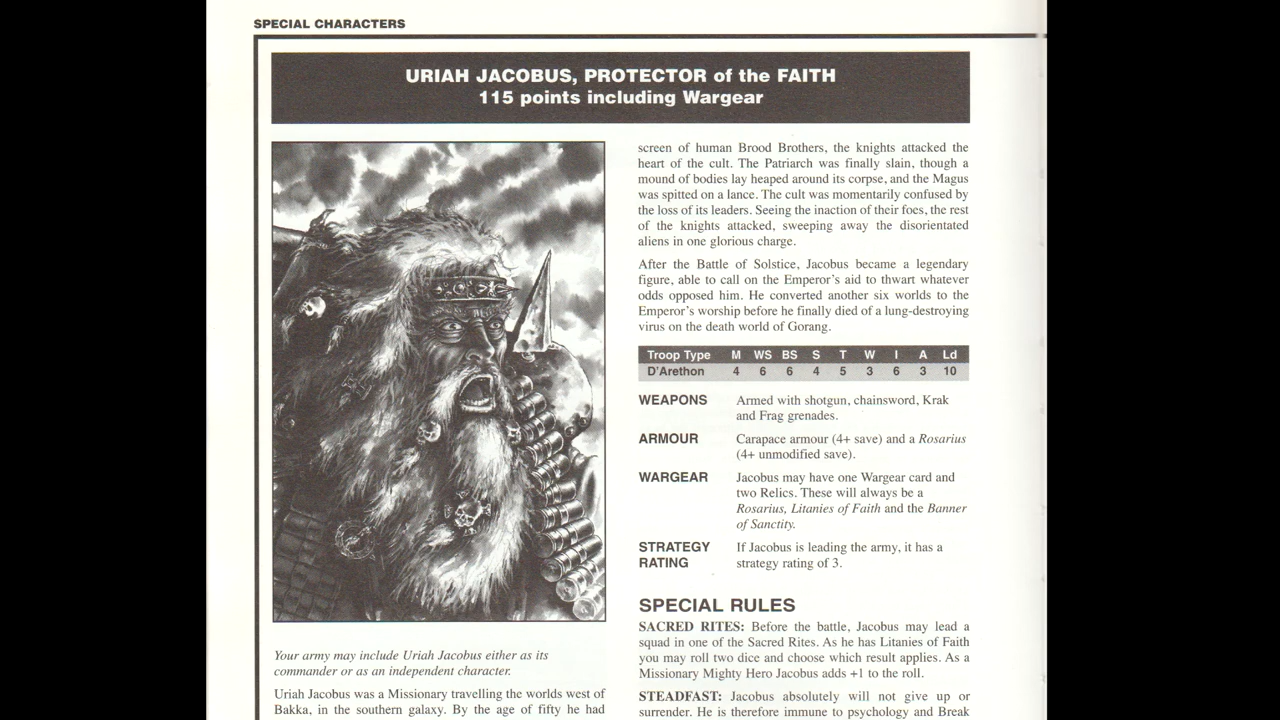 SPECIAL CHARACTERS
URIAH JACOBUS, PROTECTOR of the FAITH
115 points including Wargear
Your army may include Uriah Jacobus either as its
commander or as an independent character.
Uriah Jacobus was a Missionary travelling the worlds west of
Bakka, in the southern galaxy. By the age of fifty he had
screen of human Brood Brothers, the knights attacked the
heart of the cult. The Patriarch was finally slain, though a
mound of bodies lay heaped around its corpse, and the Magus
was spitted on a lance. The cult was momentarily confused by
the loss of its leaders. Seeing the inaction of their foes, the rest
of the knights attacked, sweeping away the disorientated
aliens in one glorious charge.
After the Battle of Solstice, Jacobus became a legendary
figure, able to call on the Emperor's aid to thwart whatever
odds opposed him. He converted another six worlds to the
Emperor's worship before he finally died of a lung-destroying
virus on the death world of Gorang.
Troop Type M WS BS S T W I A Ld
D'Arethon 4 6 6 4 5 3 6 3 10
WEAPONS Armed with shotgun, chainsword, Krak
and Frag grenades.
ARMOUR Carapace armour (4+ save) and a Rosarius
(4+ unmodified save).
WARGEAR Jacobus may have one Wargear card and
two Relics. These will always be a
Rosarius, Litanies of Faith and the Banner
of Sanctity.
STRATEGY If Jacobus is leading the army, it has a
RATING strategy rating of 3.
SPECIAL RULES
SACRED RITES: Before the battle, Jacobus may lead a
squad in one of the Sacred Rites. As he has Litanies of Faith
you may roll two dice and choose which result applies. As a
Missionary Mighty Hero Jacobus adds +1 to the roll.
STEADFAST: Jacobus absolutely will not give up or
surrender. He is therefore immune to psychology and Break